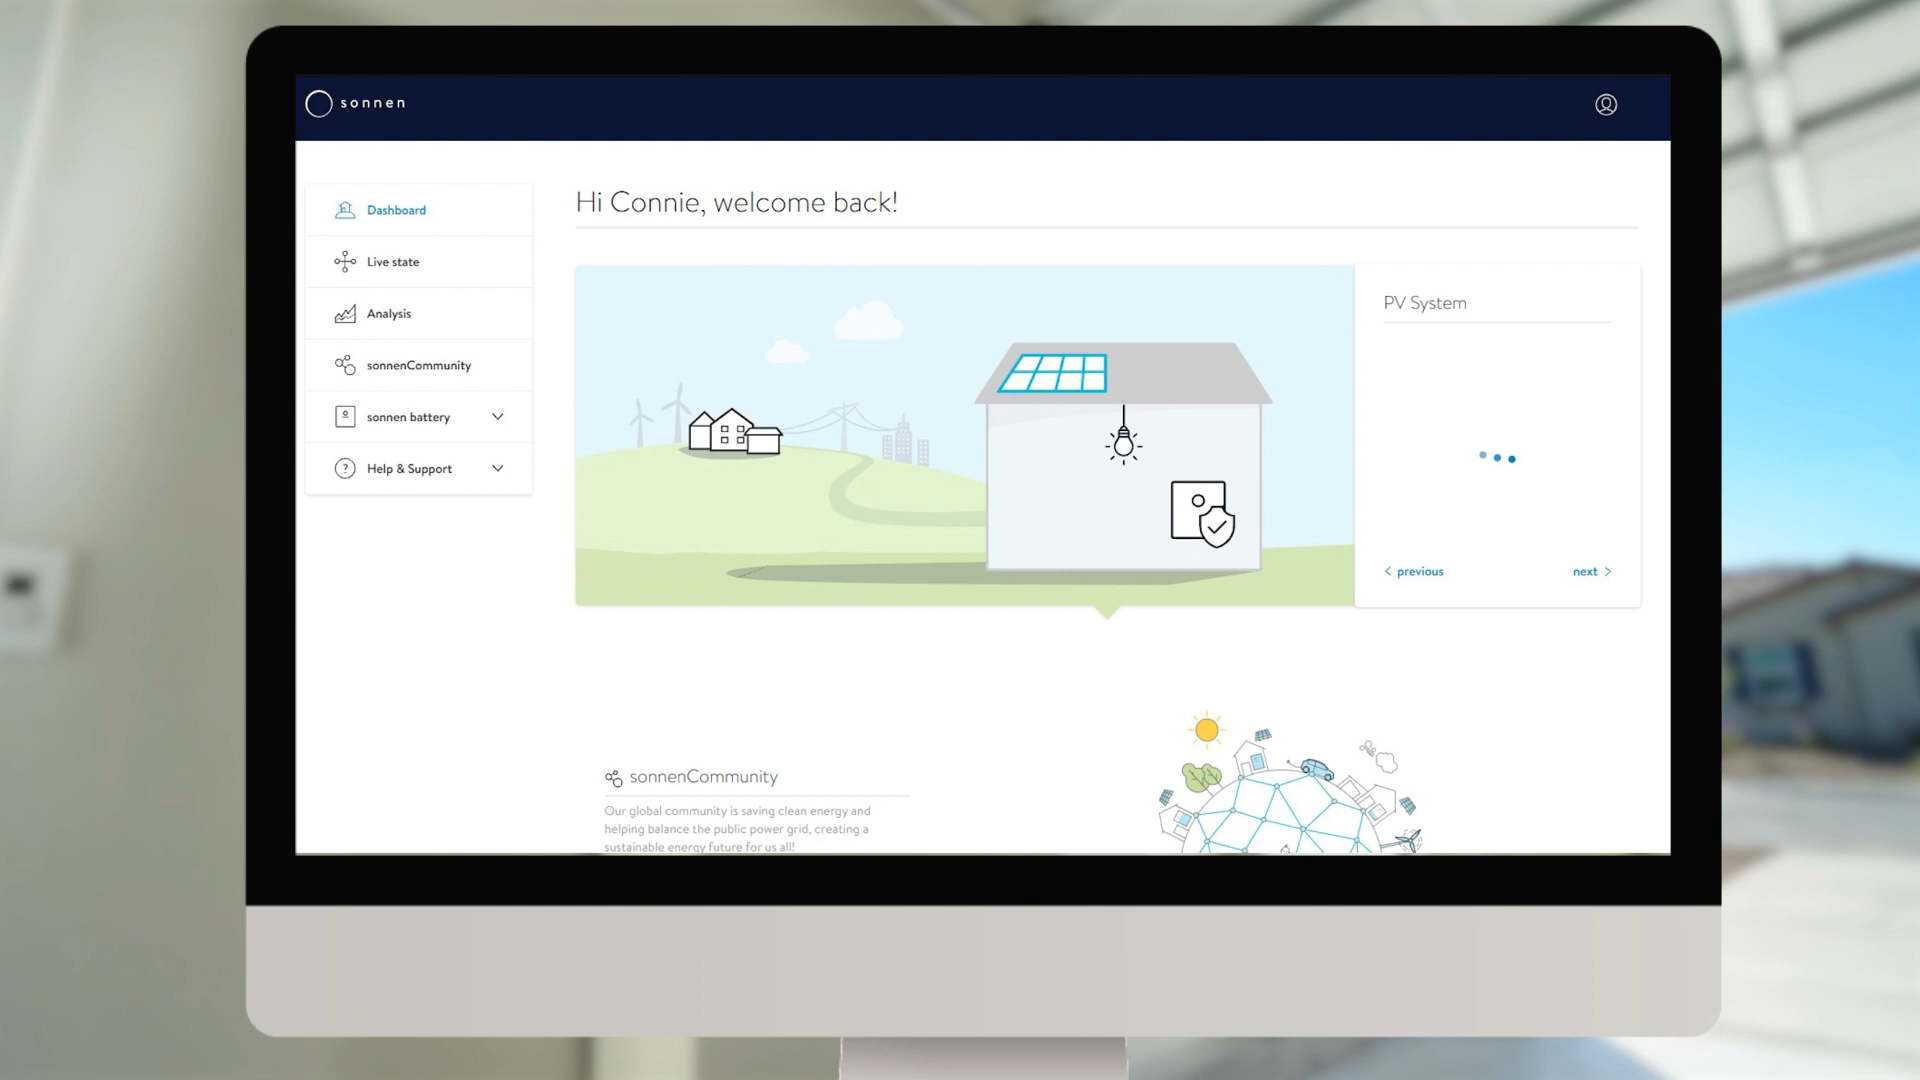 sonnen
Dashboard
Live state
Analysis
sonnenCommunity
sonnen battery
Help & Support
Hi Connie, welcome back!
PV System
previous
next
sonnenCommunity
Our global community is saving clean energy and
helping balance the public power grid, creating a
sustainable energy future for us all!